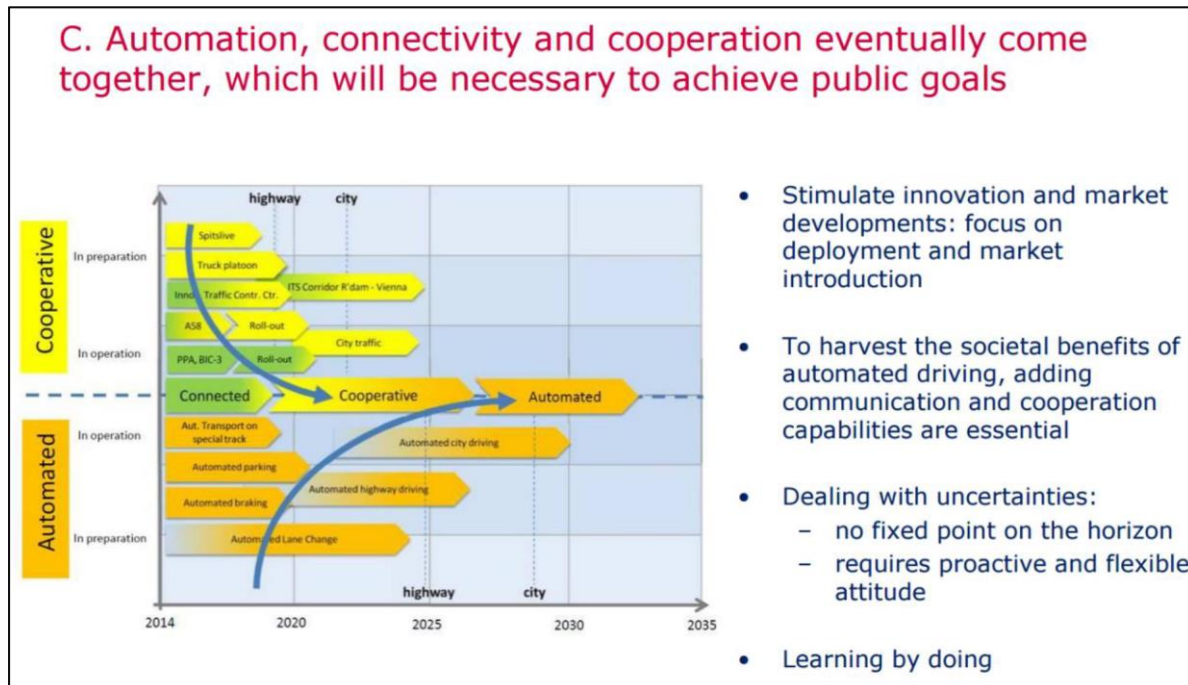 C. Automation, connectivity and cooperation eventually come
together, which will be necessary to achieve public goals
highway
city
Cooperative
In preparation
In operation
Spitslive
Truck platoon
Inno. Traffic Contr. Ctr.
ITS Corridor R'dam - Vienna
A58
Roll-out
City traffic
PPA, BIC-3
Roll-out
Connected
Cooperative
Automated
Automated
In operation
In preparation
Aut. Transport on
special track
Automated city driving
Automated parking
Automated highway driving
Automated braking
Automated Lane Change
highway
city
2014
2020
2025
2030
2035
• Stimulate innovation and market
developments: focus on
deployment and market
introduction
• To harvest the societal benefits of
automated driving, adding
communication and cooperation
capabilities are essential
• Dealing with uncertainties:
– no fixed point on the horizon
– requires proactive and flexible
attitude
• Learning by doing